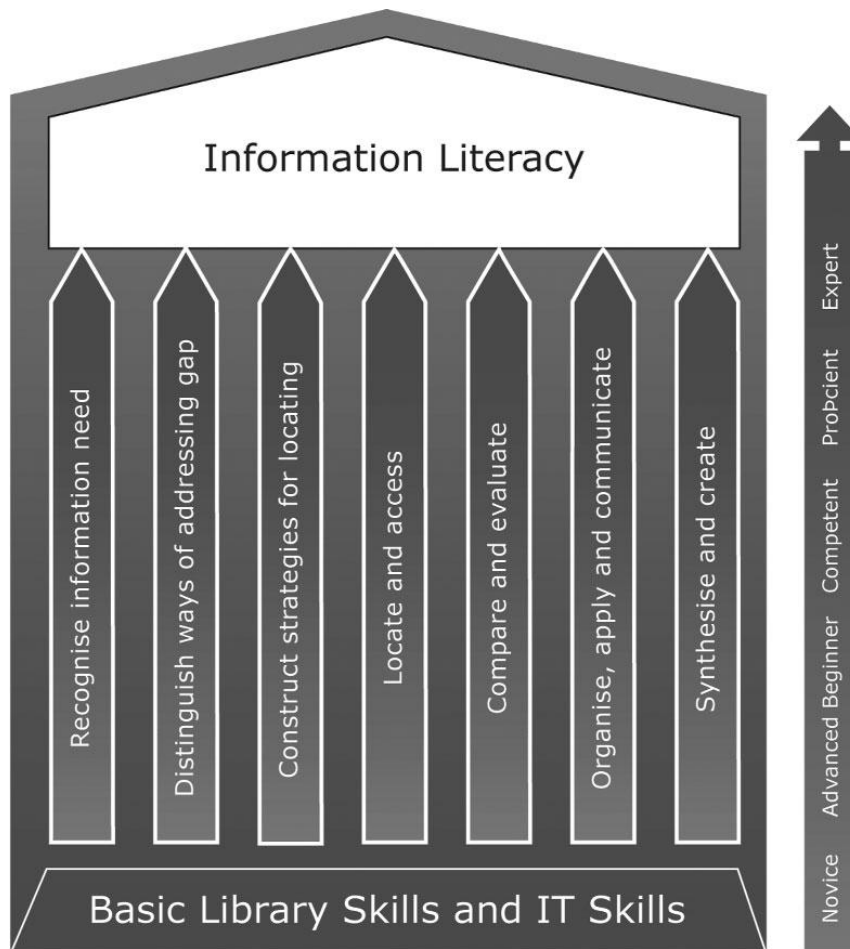 Information Literacy
Recognise information need
Distinguish ways of addressing gap
Construct strategies for locating
Locate and access
Compare and evaluate
Organise, apply and communicate
Synthesise and create
Basic Library Skills and IT Skills
Expert
ProÞcient
Competent
Advanced Beginner
Novice